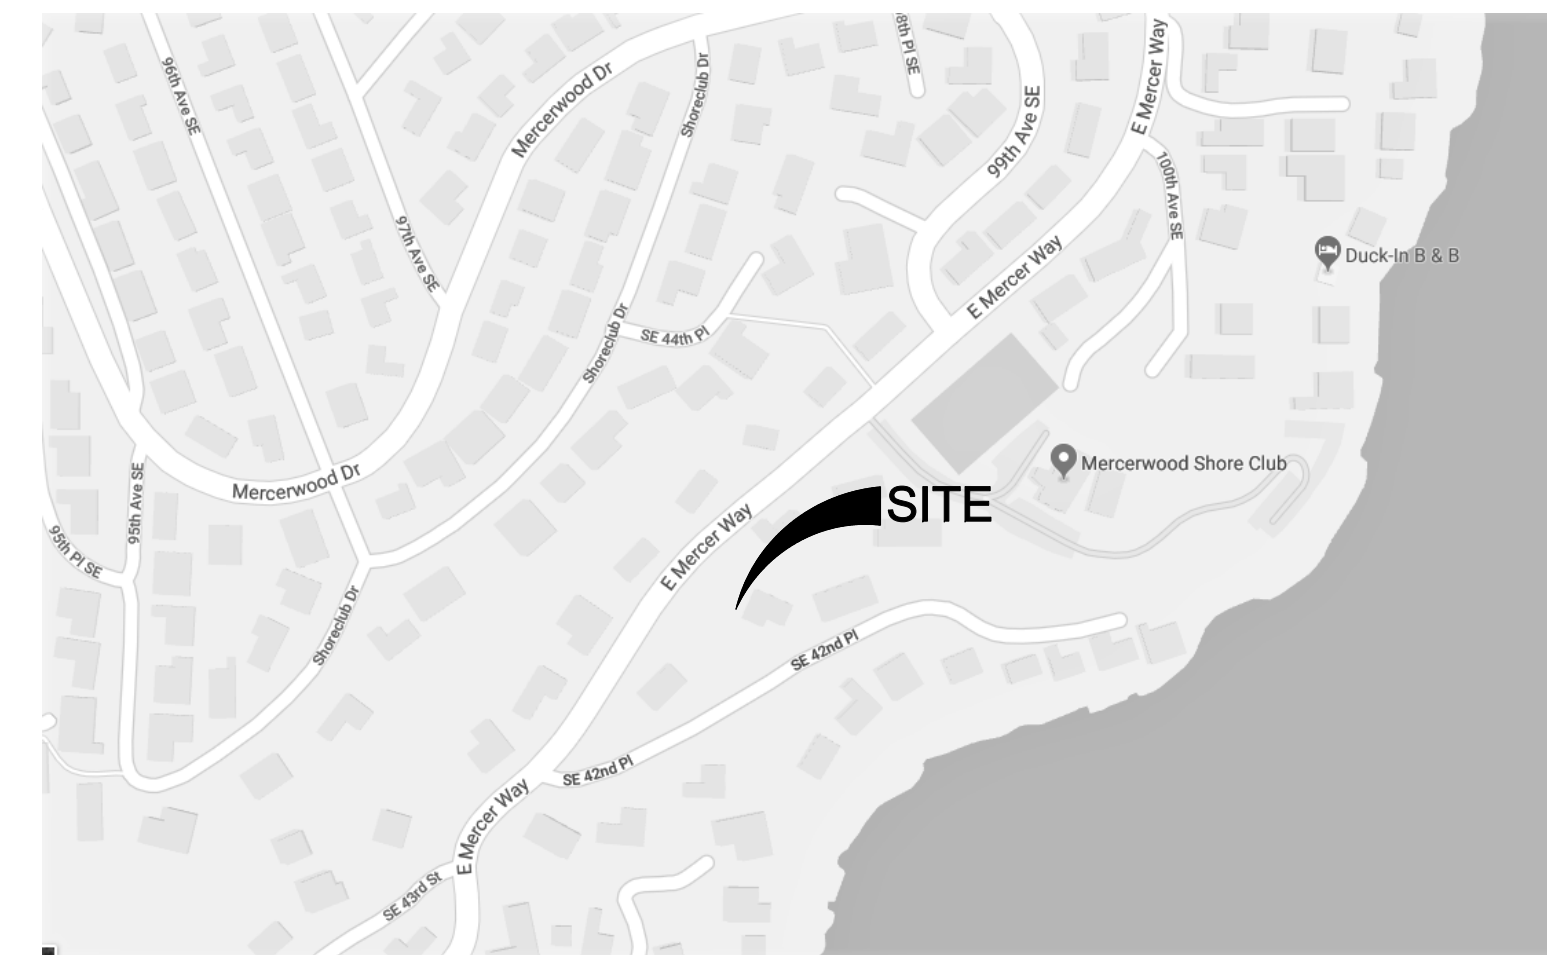 8th Pl SE
E Mercer Way
96th Ave SE
Mercerwood Dr
Shoreclub Dr
99th Ave SE
100th Ave SE
97th Ave SE
E Mercer Way
Duck-In B & B
SE 44th Pl
Shoreclub Dr
Mercerwood Dr
Mercerwood Shore Club
95th Ave SE
SITE
E Mercer Way
95th Pl SE
Shoreclub Dr
SE 42nd Pl
SE 42nd Pl
E Mercer Way
SE 43rd St